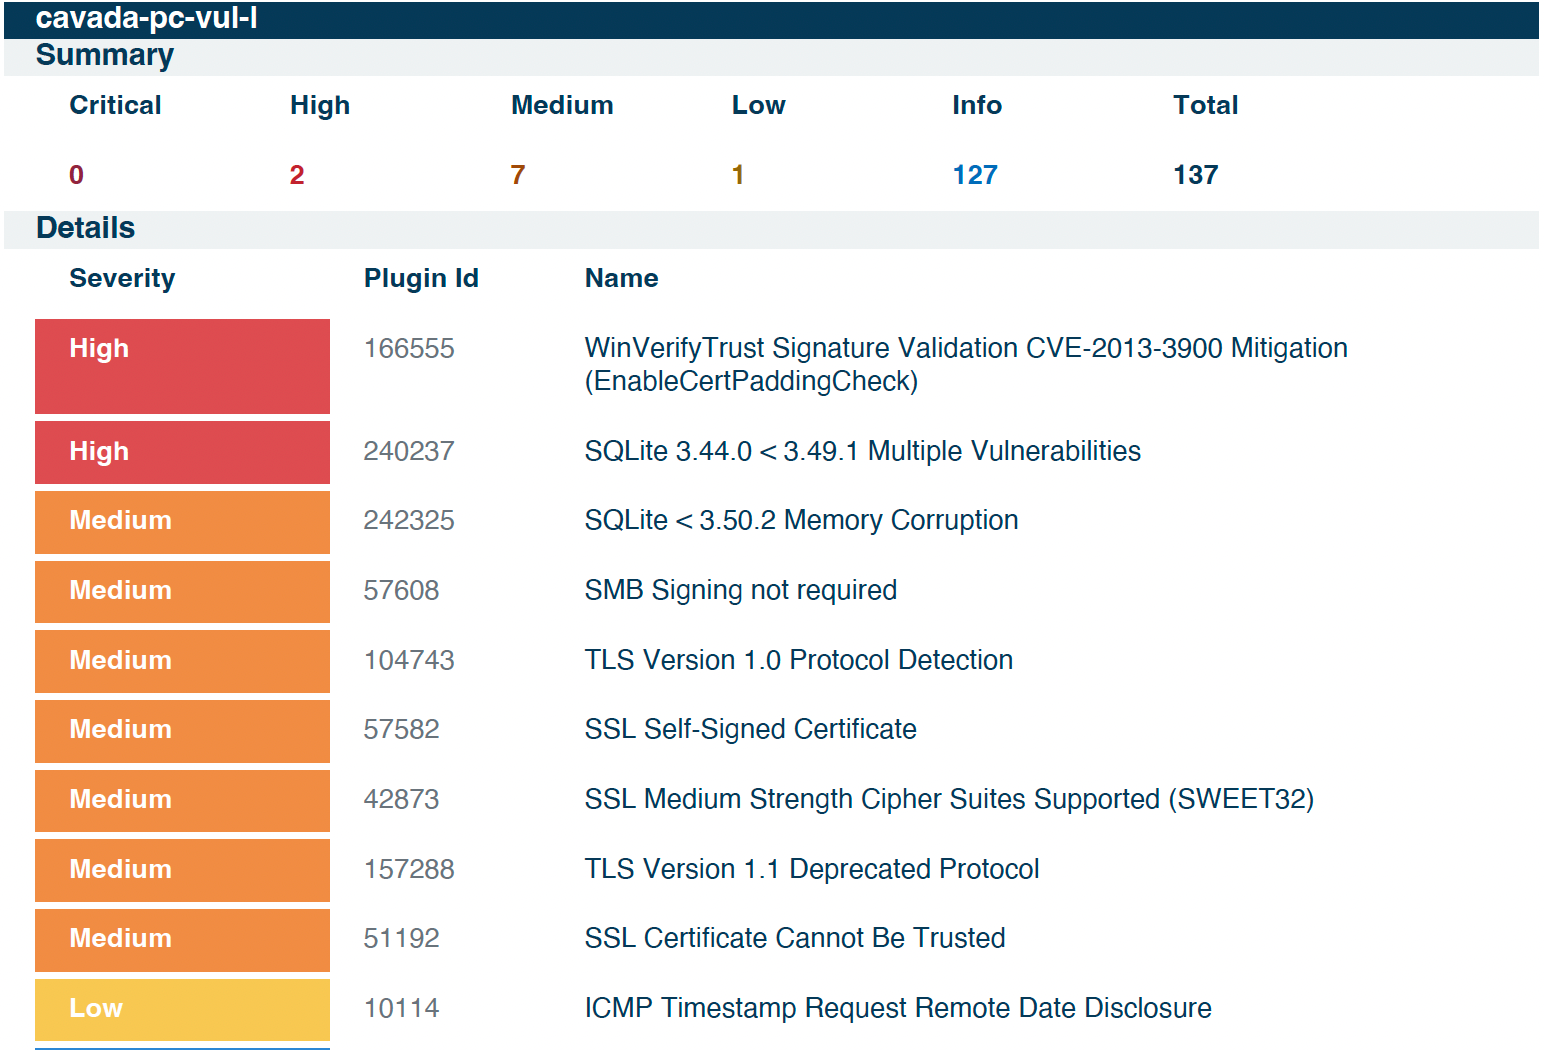 cavada-pc-vul-l
Summary
Critical High Medium Low Info Total
0 2 7 1 127 137
Details
Severity Plugin Id Name
High 166555 WinVerifyTrust Signature Validation CVE-2013-3900 Mitigation
(EnableCertPaddingCheck)
High 240237 SQLite 3.44.0 < 3.49.1 Multiple Vulnerabilities
Medium 242325 SQLite < 3.50.2 Memory Corruption
Medium 57608 SMB Signing not required
Medium 104743 TLS Version 1.0 Protocol Detection
Medium 57582 SSL Self-Signed Certificate
Medium 42873 SSL Medium Strength Cipher Suites Supported (SWEET32)
Medium 157288 TLS Version 1.1 Deprecated Protocol
Medium 51192 SSL Certificate Cannot Be Trusted
Low 10114 ICMP Timestamp Request Remote Date Disclosure